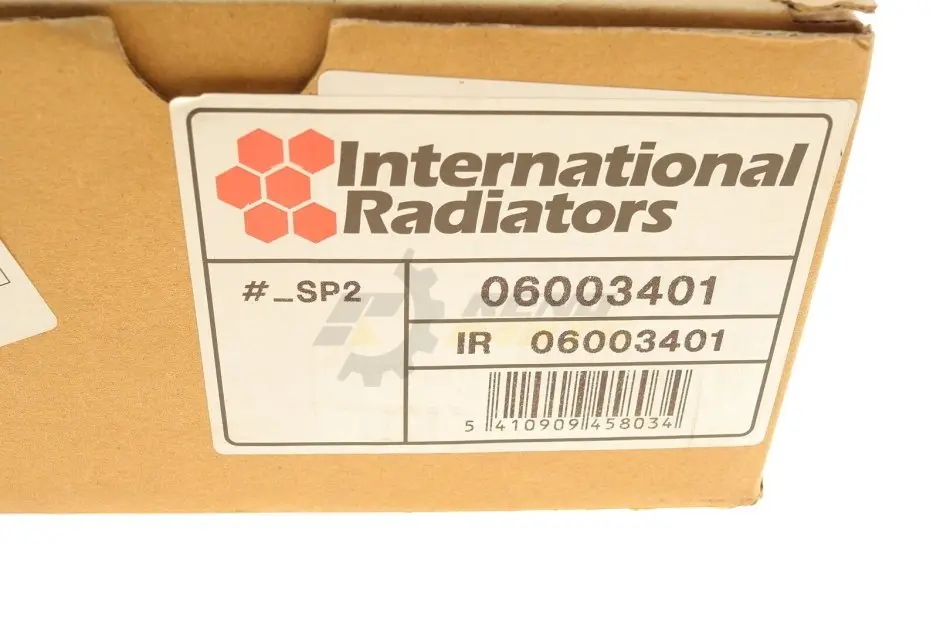 International
Radiators
#_SP2
06003401
IR 06003401
5 410909 458034